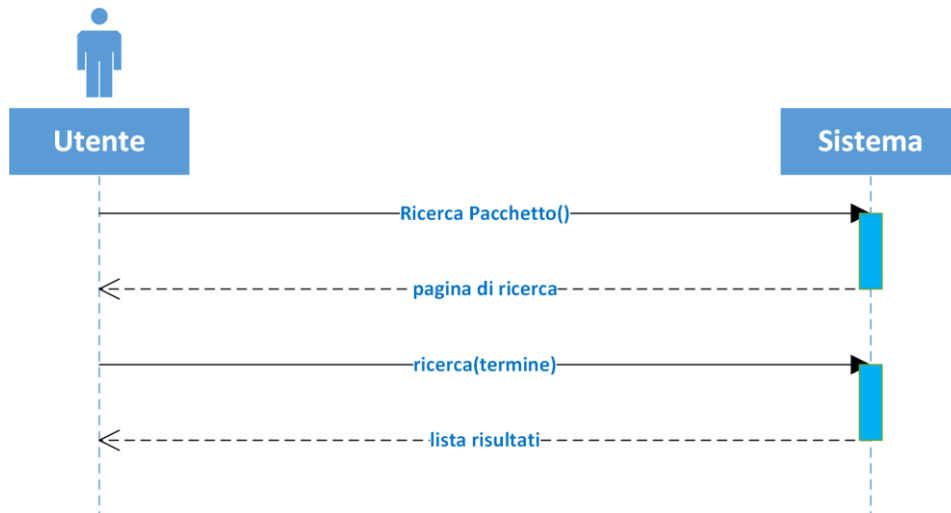 Utente
Sistema
Ricerca Pacchetto()
pagina di ricerca
ricerca(termine)
lista risultati